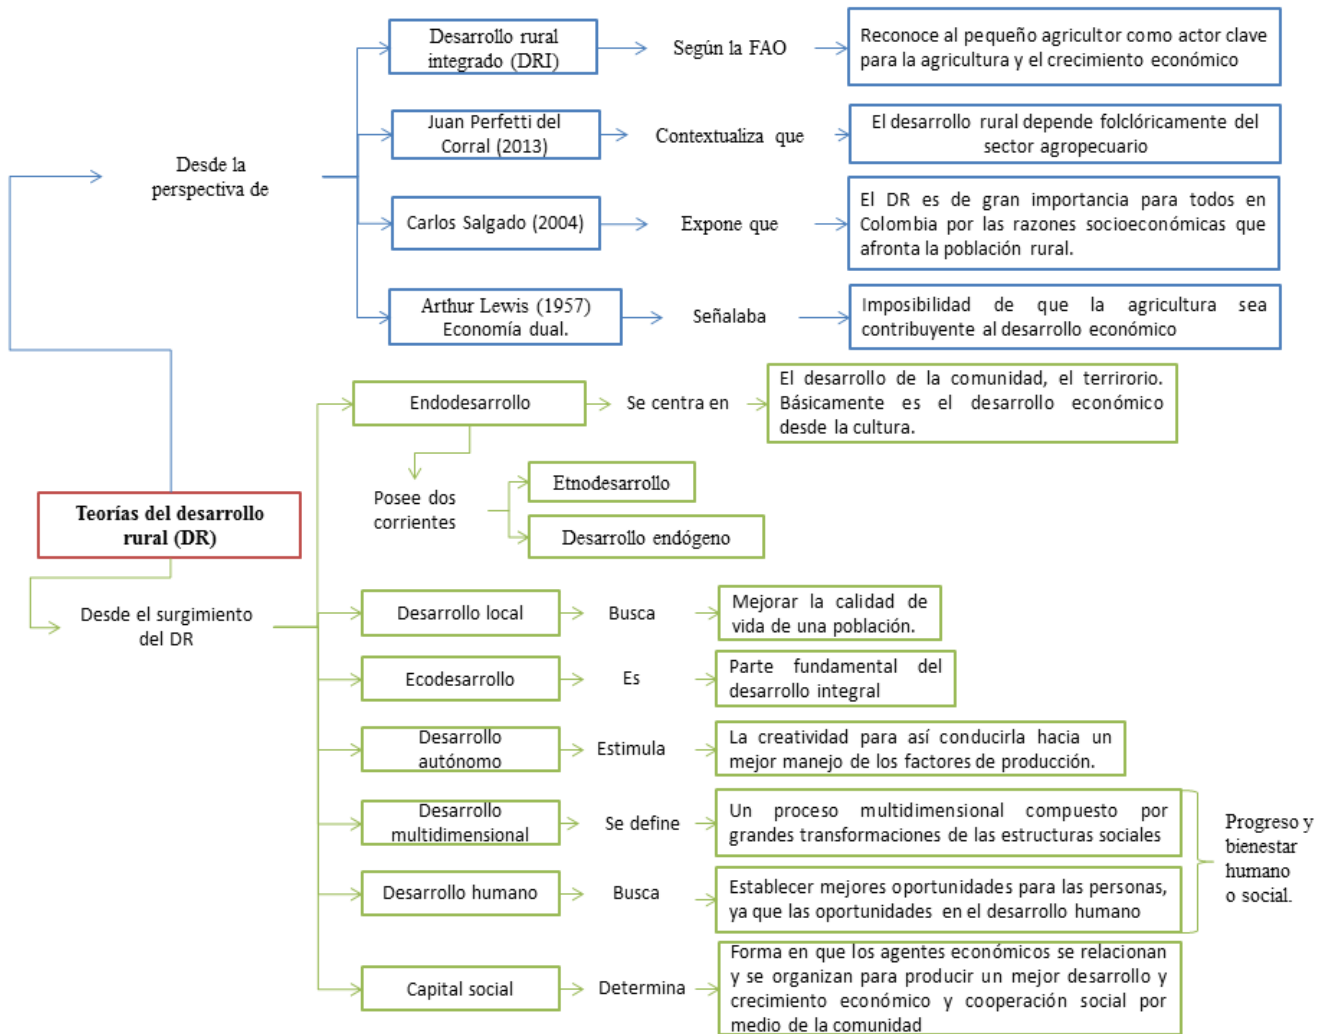 Desarrollo rural
integrado (DRI)
Según la FAO
Reconoce al pequeño agricultor como actor clave
para la agricultura y el crecimiento económico
Juan Perfetti del
Corral (2013)
Contextualiza que
El desarrollo rural depende folclóricamente del
sector agropecuario
Desde la
perspectiva de
Carlos Salgado (2004)
Expone que
El DR es de gran importancia para todos en
Colombia por las razones socioeconómicas que
afronta la población rural.
Arthur Lewis (1957)
Economía dual.
Señalaba
Imposibilidad de que la agricultura sea
contribuyente al desarrollo económico
Teorías del desarrollo
rural (DR)
Desde el surgimiento
del DR
Endodesarrollo
Se centra en
El desarrollo de la comunidad, el terrirorio.
Básicamente es el desarrollo económico
desde la cultura.
Posee dos
corrientes
Etnodesarrollo
Desarrollo endógeno
Desarrollo local
Busca
Mejorar la calidad de
vida de una población.
Ecodesarrollo
Es
Parte fundamental del
desarrollo integral
Desarrollo
autónomo
Estimula
La creatividad para así conducirla hacia un
mejor manejo de los factores de producción.
Desarrollo
multidimensional
Se define
Un proceso multidimensional compuesto por
grandes transformaciones de las estructuras sociales
Desarrollo humano
Busca
Establecer mejores oportunidades para las personas,
ya que las oportunidades en el desarrollo humano
Progreso y
bienestar
humano
o social.
Capital social
Determina
Forma en que los agentes económicos se relacionan
y se organizan para producir un mejor desarrollo y
crecimiento económico y cooperación social por
medio de la comunidad